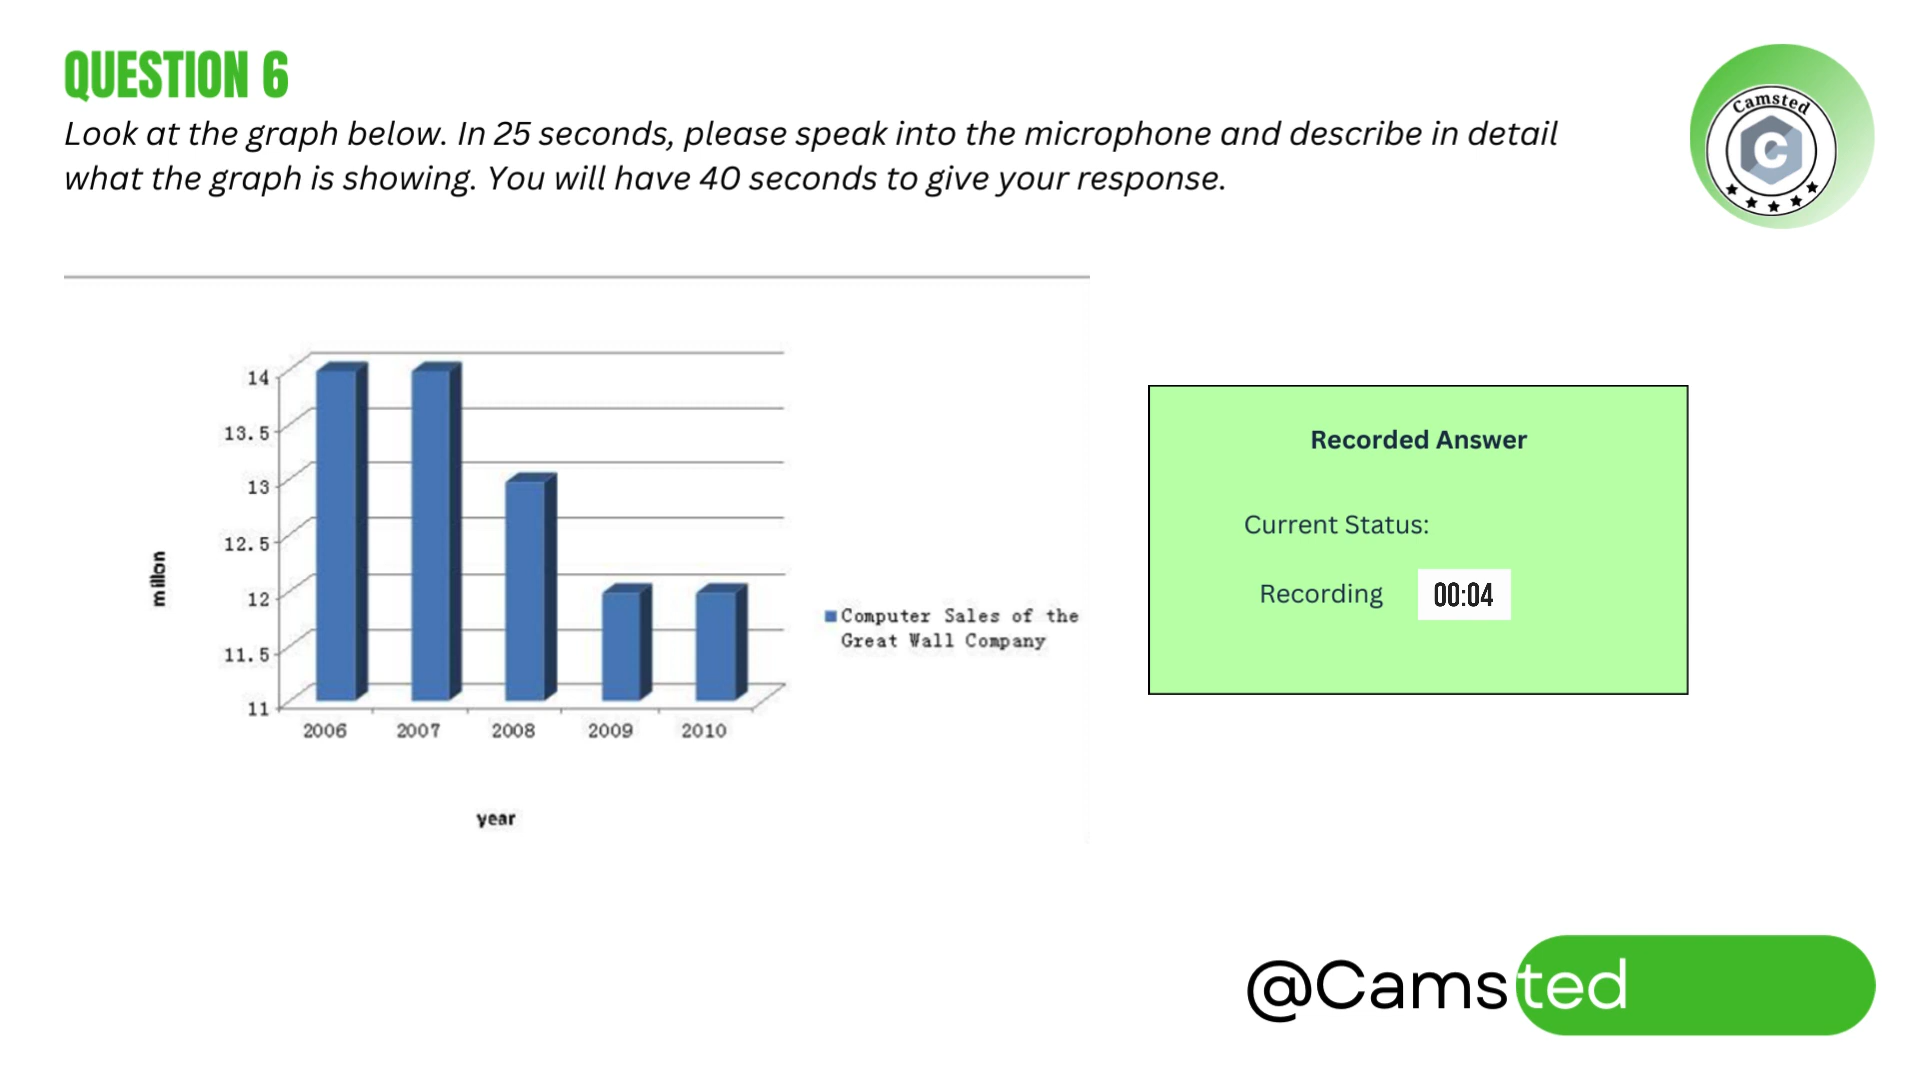 QUESTION 6
Look at the graph below. In 25 seconds, please speak into the microphone and describe in detail
what the graph is showing. You will have 40 seconds to give your response.
Camsted
C
14
13.5
13
12.5
12
11.5
11
millon
2006 2007 2008 2009 2010
year
Computer Sales of the
Great Wall Company
Recorded Answer
Current Status:
Recording 00:04
@Camsted